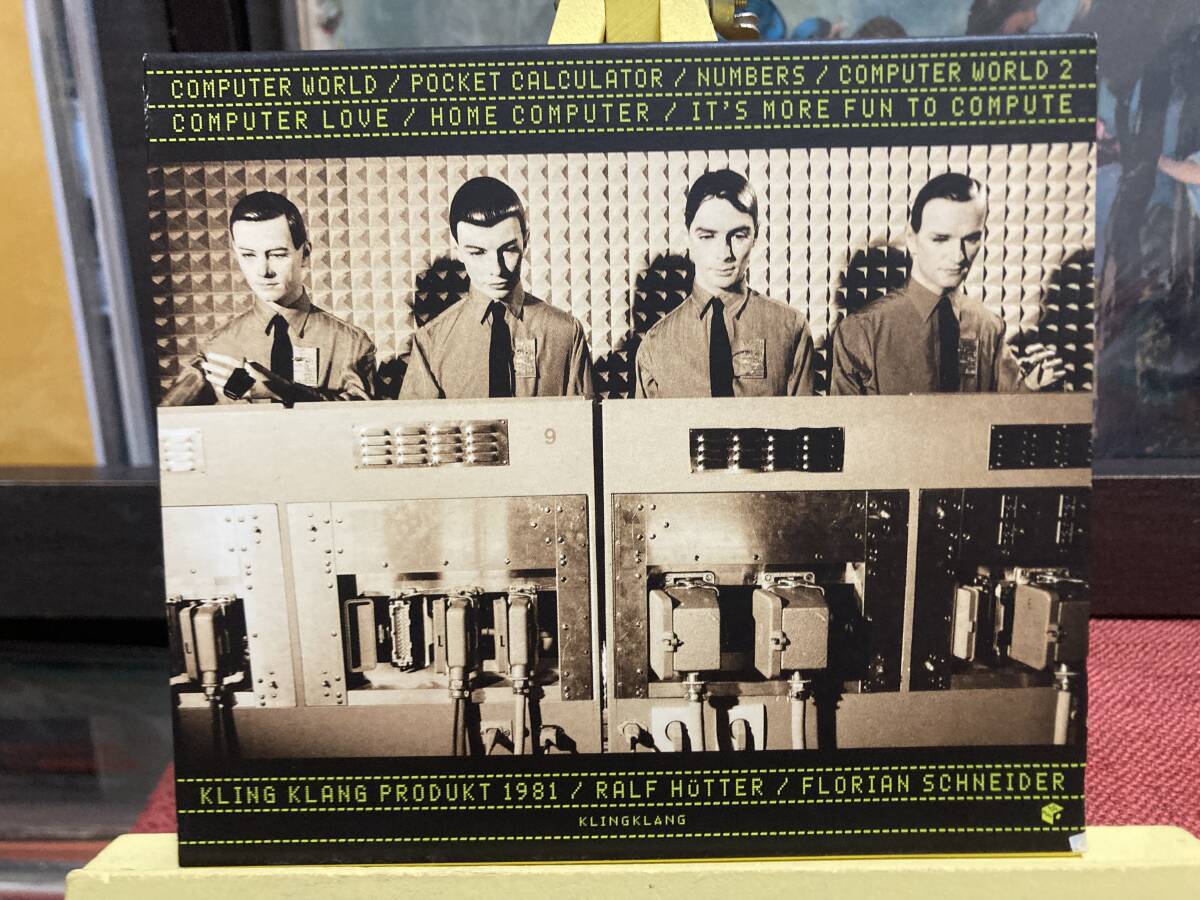 COMPUTER WORLD / POCKET CALCULATOR / NUMBERS / COMPUTER WORLD 2
COMPUTER LOVE / HOME COMPUTER / IT'S MORE FUN TO COMPUTE
9
KLING KLANG PRODUKT 1981 / RALF HÜTTER / FLORIAN SCHNEIDER
KLINGKLANG